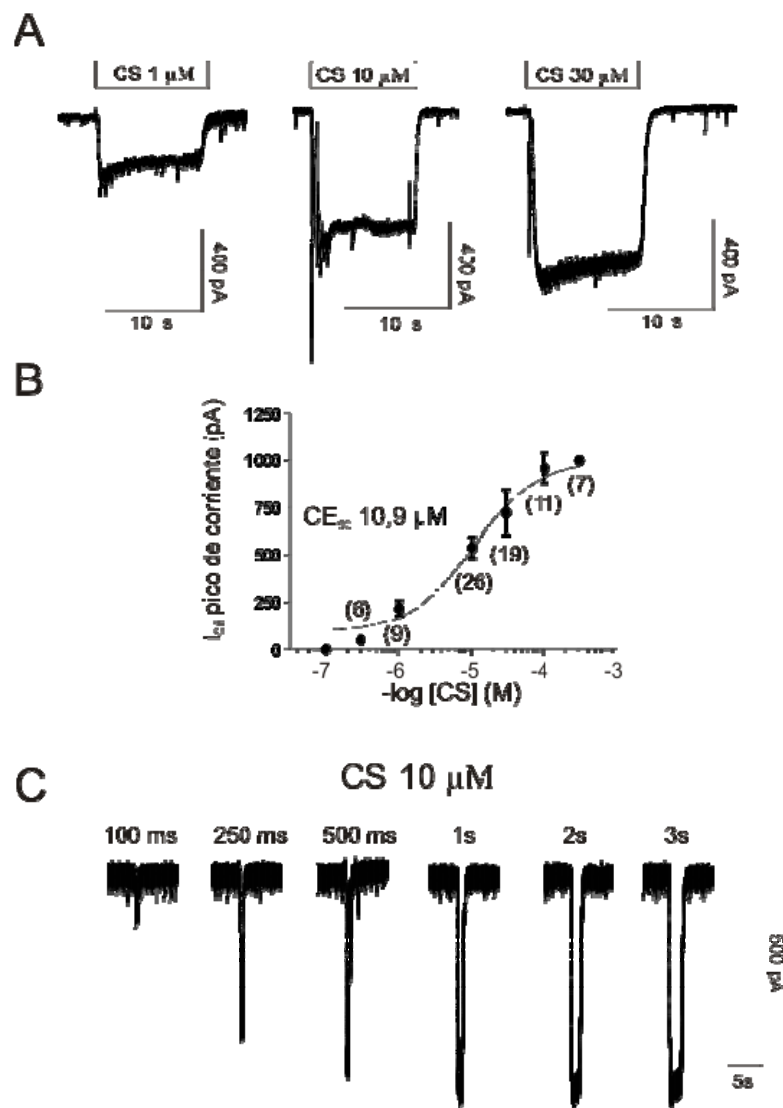 A
CS 1 µM
CS 10 µM
CS 30 µM
400 pA
400 pA
400 pA
10 s
10 s
10 s
B
pico de corriente (pA)
1250
1000
750
500
250
0
CE₅₀ 10,9 µM
(6)
(9)
(26)
(19)
(11)
(7)
-7
-6
-5
-4
-3
-log [CS] (M)
C
CS 10 µM
100 ms
250 ms
500 ms
1s
2s
3s
pA
5s